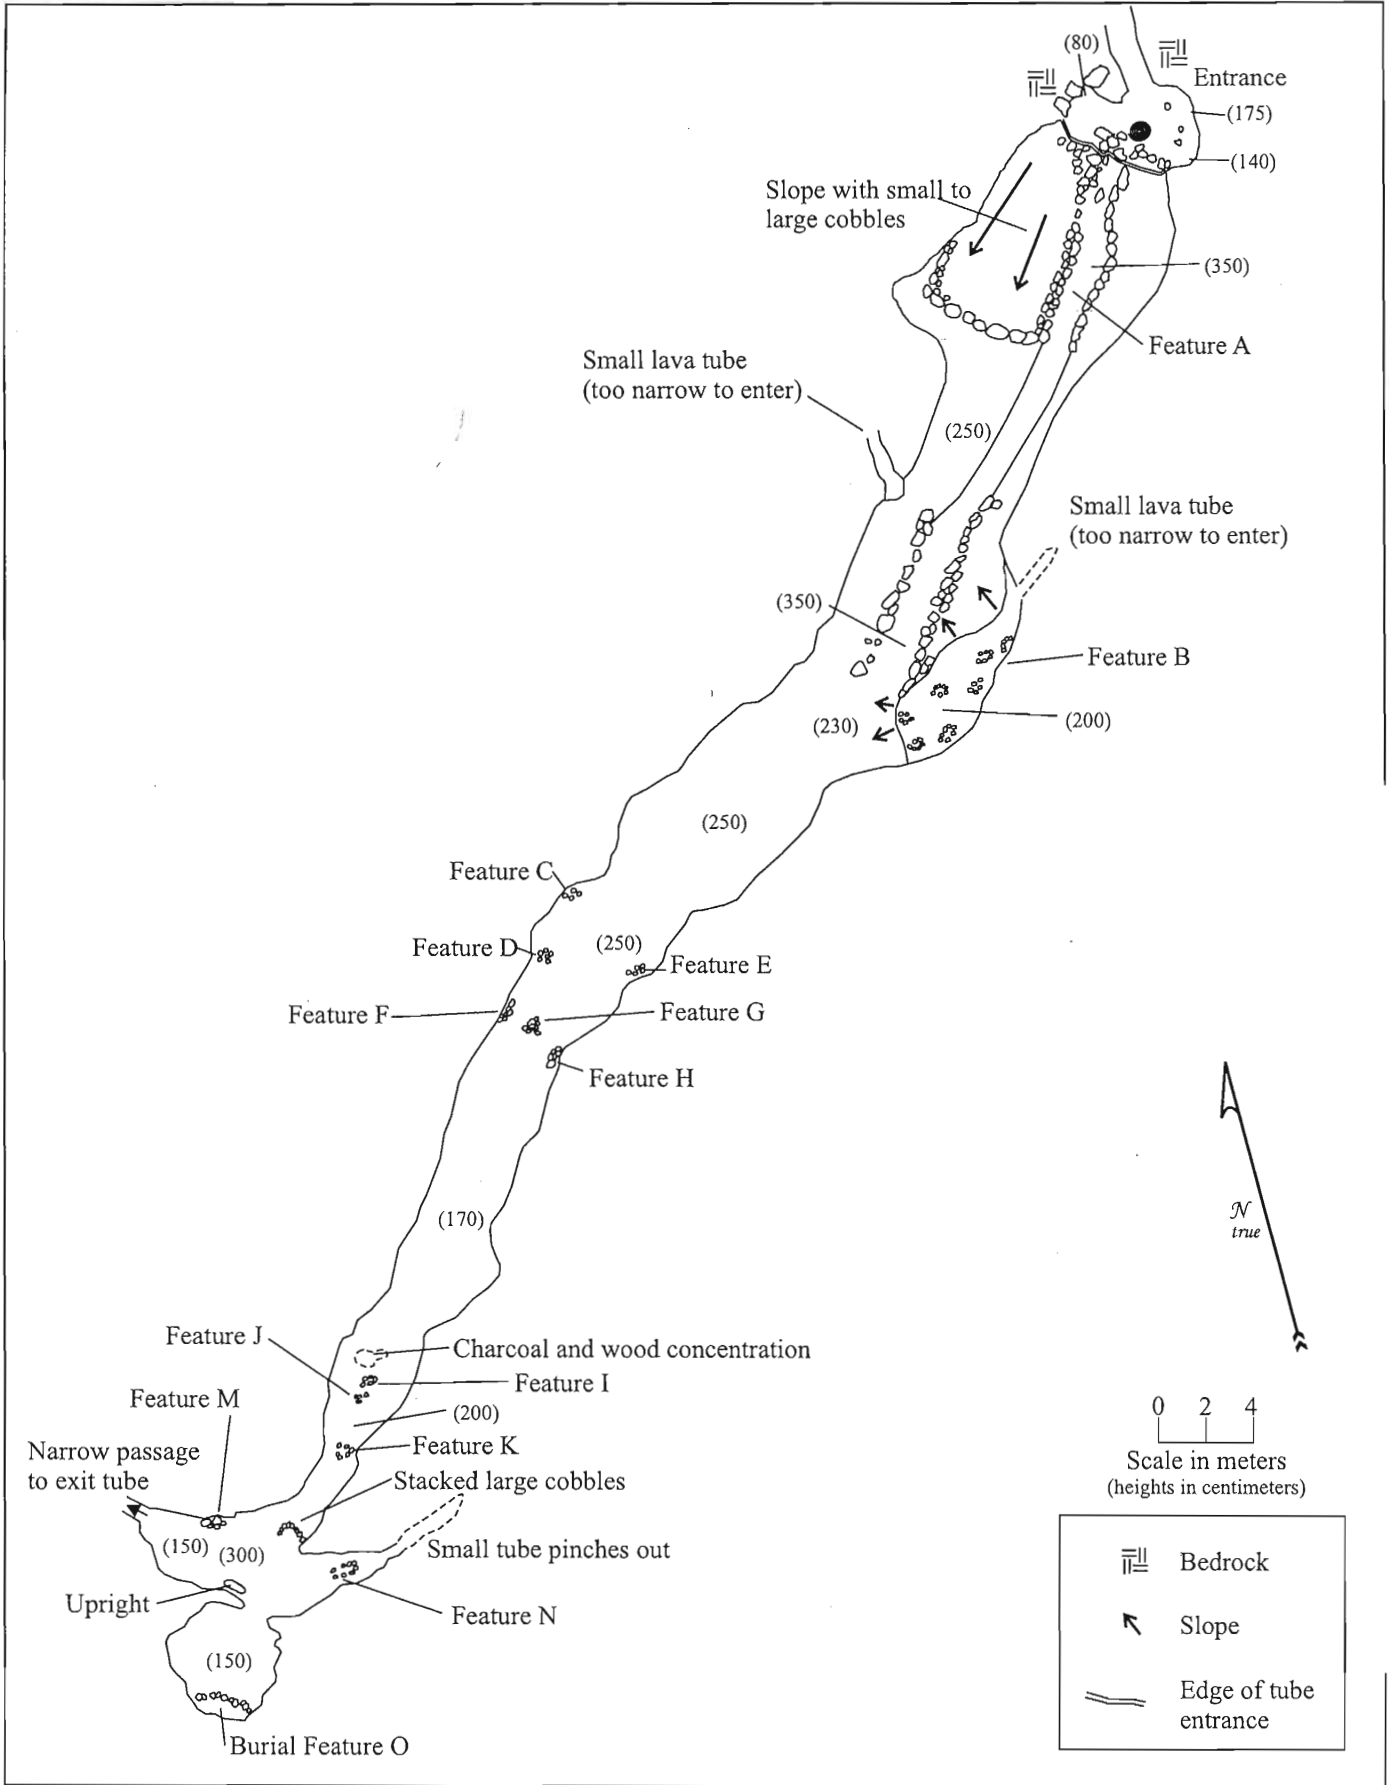 (80)
Entrance
(175)
(140)
Slope with small to
large cobbles
(350)
Feature A
Small lava tube
(too narrow to enter)
(250)
Small lava tube
(too narrow to enter)
(350)
Feature B
(200)
(230)
(250)
Feature C
Feature D
(250)
Feature E
Feature F
Feature G
Feature H
(170)
N
true
Feature J
Charcoal and wood concentration
Feature I
Feature M
(200)
Feature K
Narrow passage
to exit tube
Stacked large cobbles
(150)
(300)
Small tube pinches out
Upright
Feature N
(150)
Burial Feature O
0 2 4
Scale in meters
(heights in centimeters)
Bedrock
Slope
Edge of tube
entrance